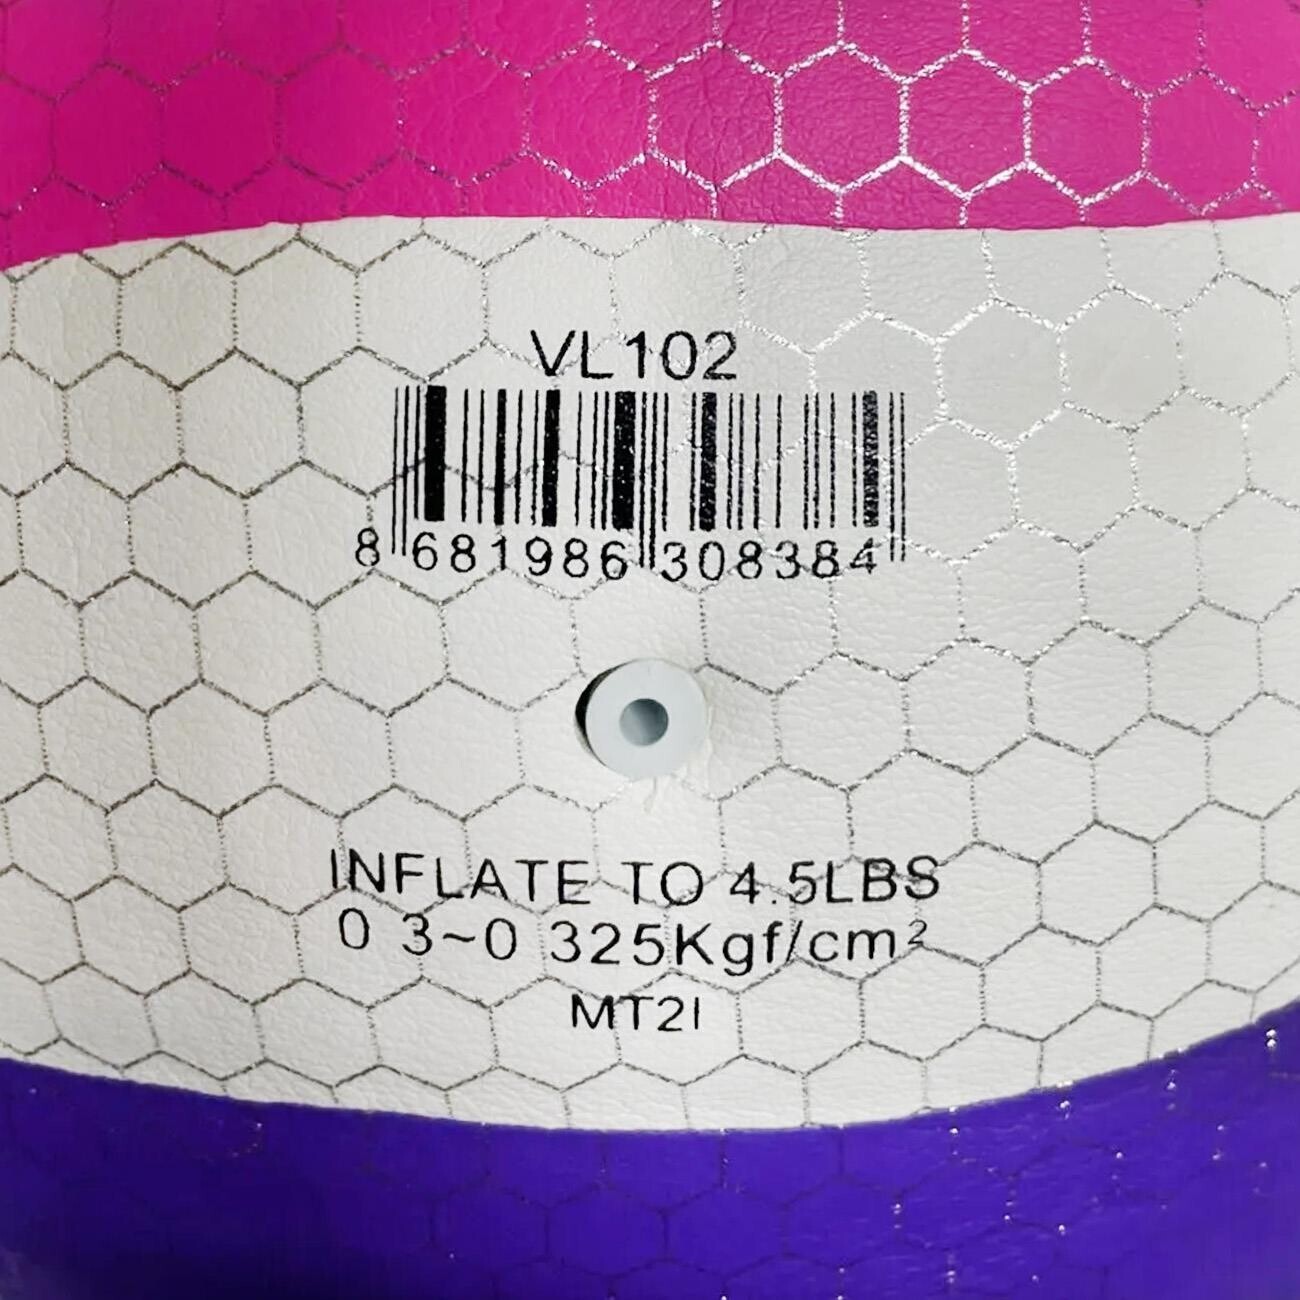 VL102
8 681986 308384
INFLATE TO 4.5LBS
0 3~0 325Kgf/cm²
MT2I